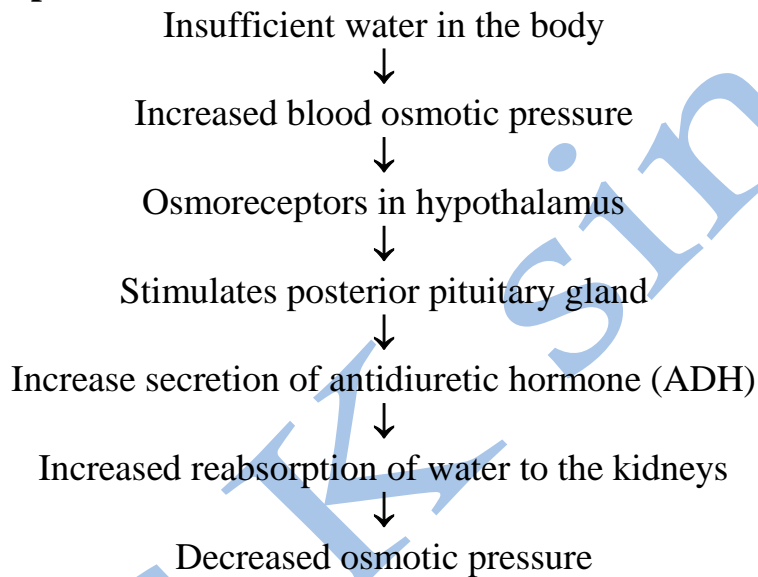 Insufficient water in the body
↓
Increased blood osmotic pressure
↓
Osmoreceptors in hypothalamus
↓
Stimulates posterior pituitary gland
↓
Increase secretion of antidiuretic hormone (ADH)
↓
Increased reabsorption of water to the kidneys
↓
Decreased osmotic pressure
K sin